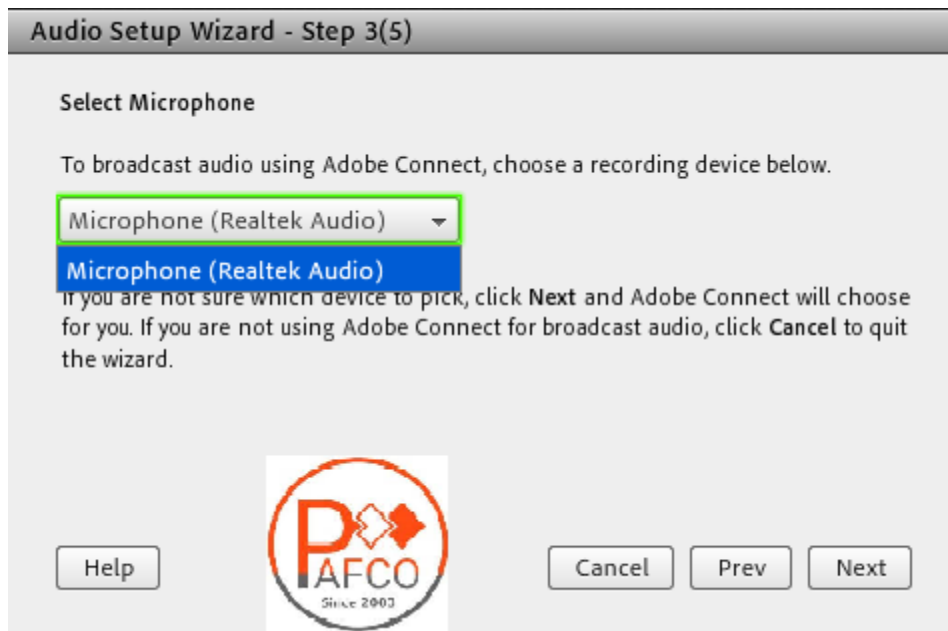 Audio Setup Wizard - Step 3(5)
Select Microphone
To broadcast audio using Adobe Connect, choose a recording device below.
Microphone (Realtek Audio)
Microphone (Realtek Audio)
If you are not sure which device to pick, click Next and Adobe Connect will choose
for you. If you are not using Adobe Connect for broadcast audio, click Cancel to quit
the wizard.
PAFCO
Since 2003
Help
Cancel
Prev
Next